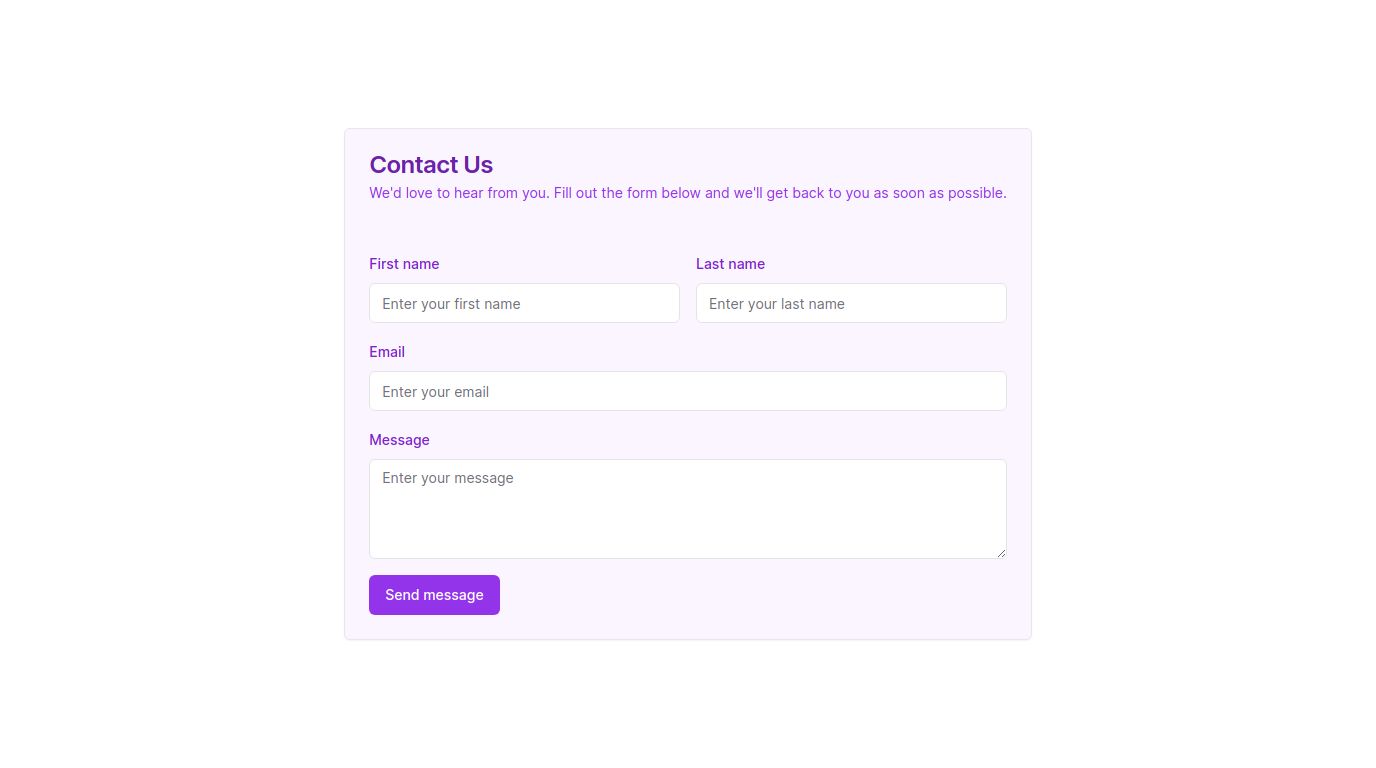 Contact Us
We'd love to hear from you. Fill out the form below and we'll get back to you as soon as possible.
First name
Last name
Enter your first name
Enter your last name
Email
Enter your email
Message
Enter your message
Send message